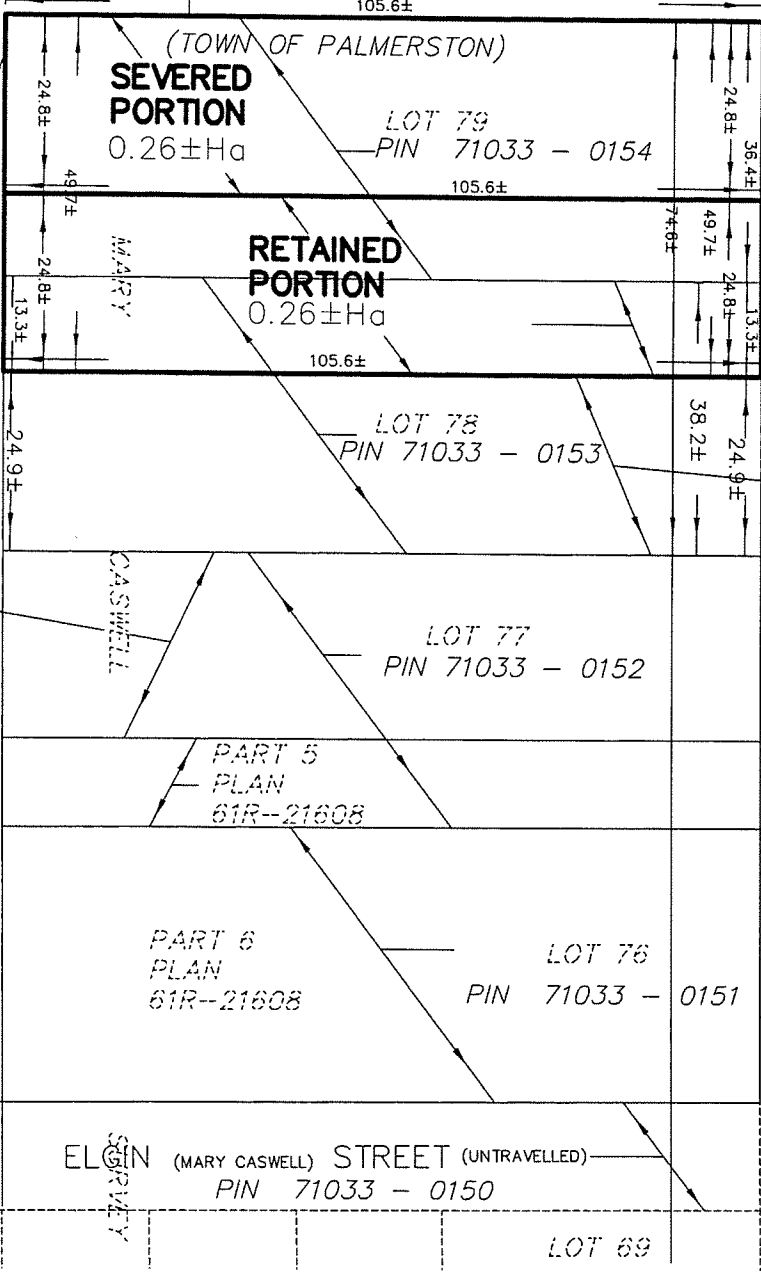 105.6±
(TOWN OF PALMERSTON)
SEVERED
PORTION
0.26±Ha
LOT 79
PIN 71033 - 0154
24.8±
49.7±
24.8±
36.4±
105.6±
74.6±
49.7±
24.8±
24.8±
13.3±
13.3±
MARY
RETAINED
PORTION
0.26±Ha
105.6±
LOT 78
PIN 71033 - 0153
24.9±
38.2±
24.9±
CASWELL
LOT 77
PIN 71033 - 0152
PART 5
PLAN
61R--21608
PART 6
PLAN
61R--21608
LOT 76
PIN 71033 - 0151
ELGIN (MARY CASWELL) STREET (UNTRAVELLED)
PIN 71033 - 0150
SURVEY
LOT 69